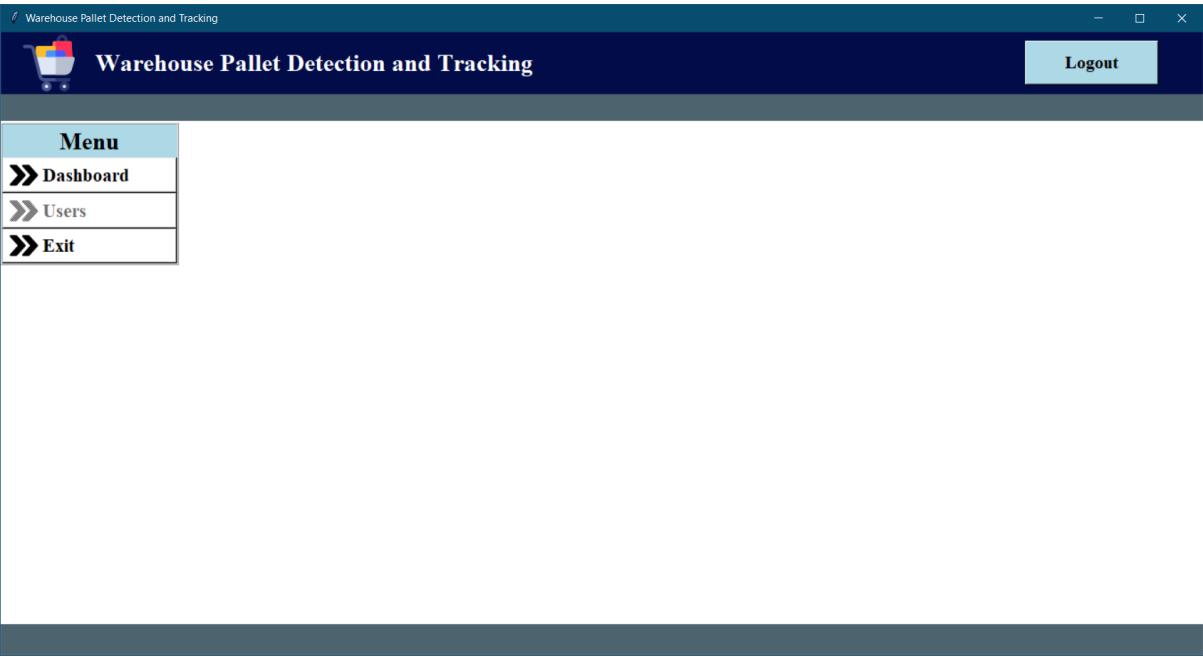 Warehouse Pallet Detection and Tracking
Warehouse Pallet Detection and Tracking
Logout
Menu
Dashboard
Users
Exit